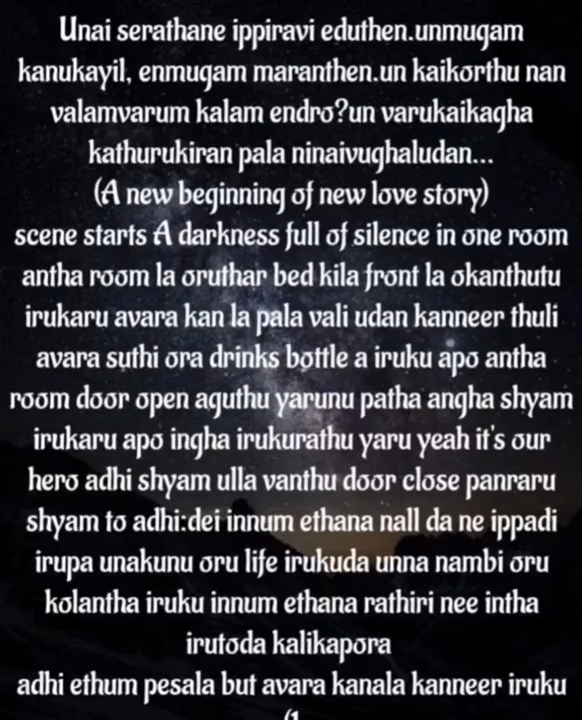 Unai serathane ippiravi eduthen.unmugam
kanukayil, enmugam maranthen.un kaikorthu nan
valamvarum kalam endro?un varukaikagha
kathurukiran pala ninaivughaludan...
(A new beginning of new love story)
scene starts A darkness full of silence in one room
antha room la oruthar bed kila front la okanthutu
irukaru avara kan la pala vali udan kanneer thuli
avara suthi ora drinks bottle a iruku apo antha
room door open aguthu yarunu patha angha shyam
irukaru apo ingha irukurathu yaru yeah it's our
hero adhi shyam ulla vanthu door close panraru
shyam to adhi:dei innum ethana nall da ne ippadi
irupa unakunu oru life irukuda unna nambi oru
kolantha iruku innum ethana rathiri nee intha
irutoda kalikapora
adhi ethum pesala but avara kanala kanneer iruku